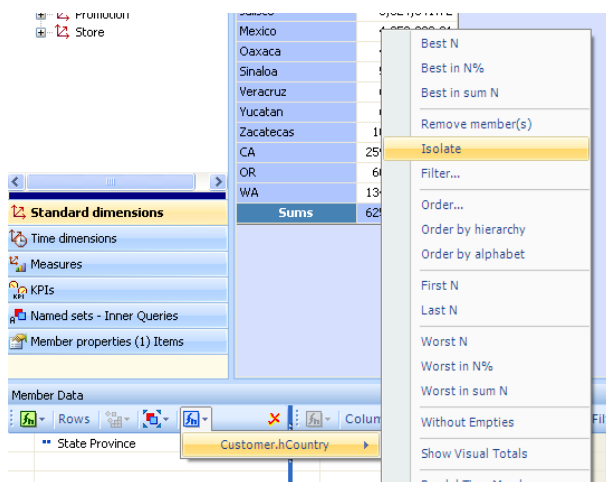 Promotion
Store
Mexico
Oaxaca
Sinaloa
Veracruz
Yucatan
Zacatecas
CA
OR
WA
Sums
Standard dimensions
Time dimensions
Measures
KPIs
Named sets - Inner Queries
Member properties (1) Items
Best N
Best in N%
Best in sum N
Remove member(s)
Isolate
Filter...
Order...
Order by hierarchy
Order by alphabet
First N
Last N
Worst N
Worst in N%
Worst in sum N
Without Empties
Show Visual Totals
Member Data
Rows
State Province
Customer.hCountry